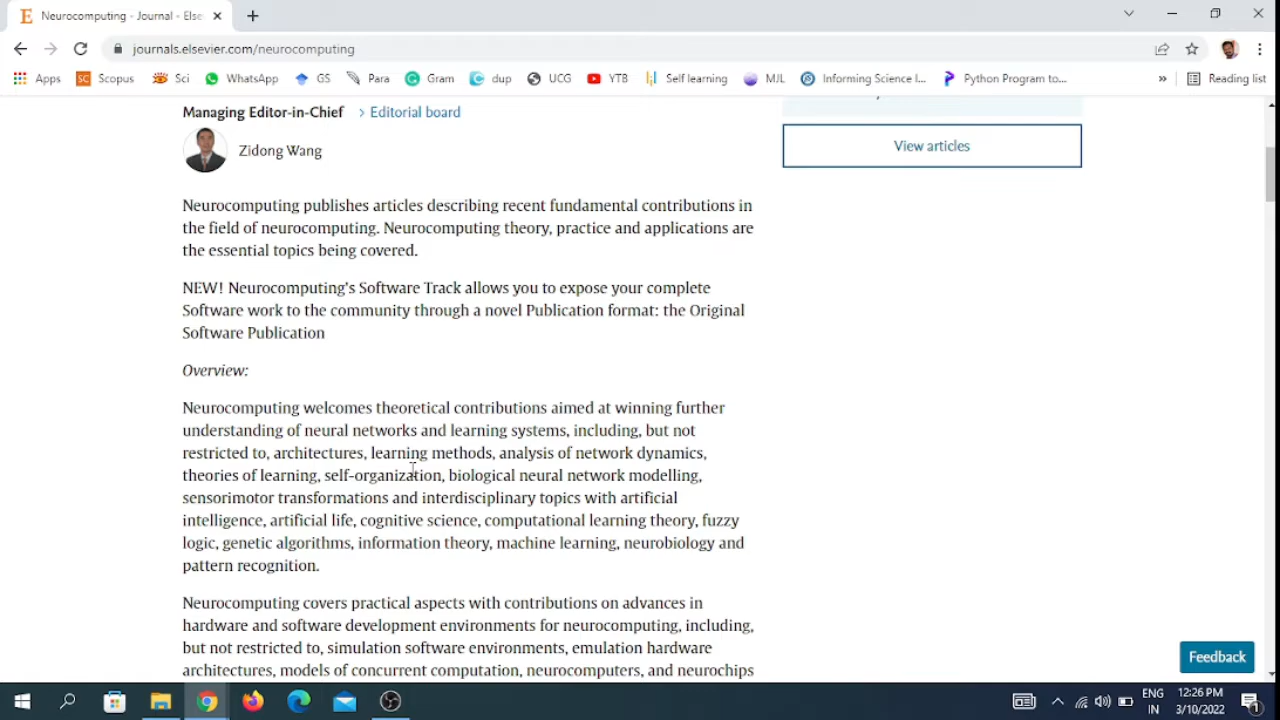 Neurocomputing - Journal - Else
journals.elsevier.com/neurocomputing
Apps Scopus Sci WhatsApp GS Para Gram dup UCG YTB Self learning MJL Informing Science I... Python Program to... » Reading list
Managing Editor-in-Chief > Editorial board
Zidong Wang
View articles
Neurocomputing publishes articles describing recent fundamental contributions in
the field of neurocomputing. Neurocomputing theory, practice and applications are
the essential topics being covered.
NEW! Neurocomputing's Software Track allows you to expose your complete
Software work to the community through a novel Publication format: the Original
Software Publication
Overview:
Neurocomputing welcomes theoretical contributions aimed at winning further
understanding of neural networks and learning systems, including, but not
restricted to, architectures, learning methods, analysis of network dynamics,
theories of learning, self-organization, biological neural network modelling,
sensorimotor transformations and interdisciplinary topics with artificial
intelligence, artificial life, cognitive science, computational learning theory, fuzzy
logic, genetic algorithms, information theory, machine learning, neurobiology and
pattern recognition.
Neurocomputing covers practical aspects with contributions on advances in
hardware and software development environments for neurocomputing, including,
but not restricted to, simulation software environments, emulation hardware
architectures, models of concurrent computation, neurocomputers, and neurochips
Feedback
ENG
IN
12:26 PM
3/10/2022